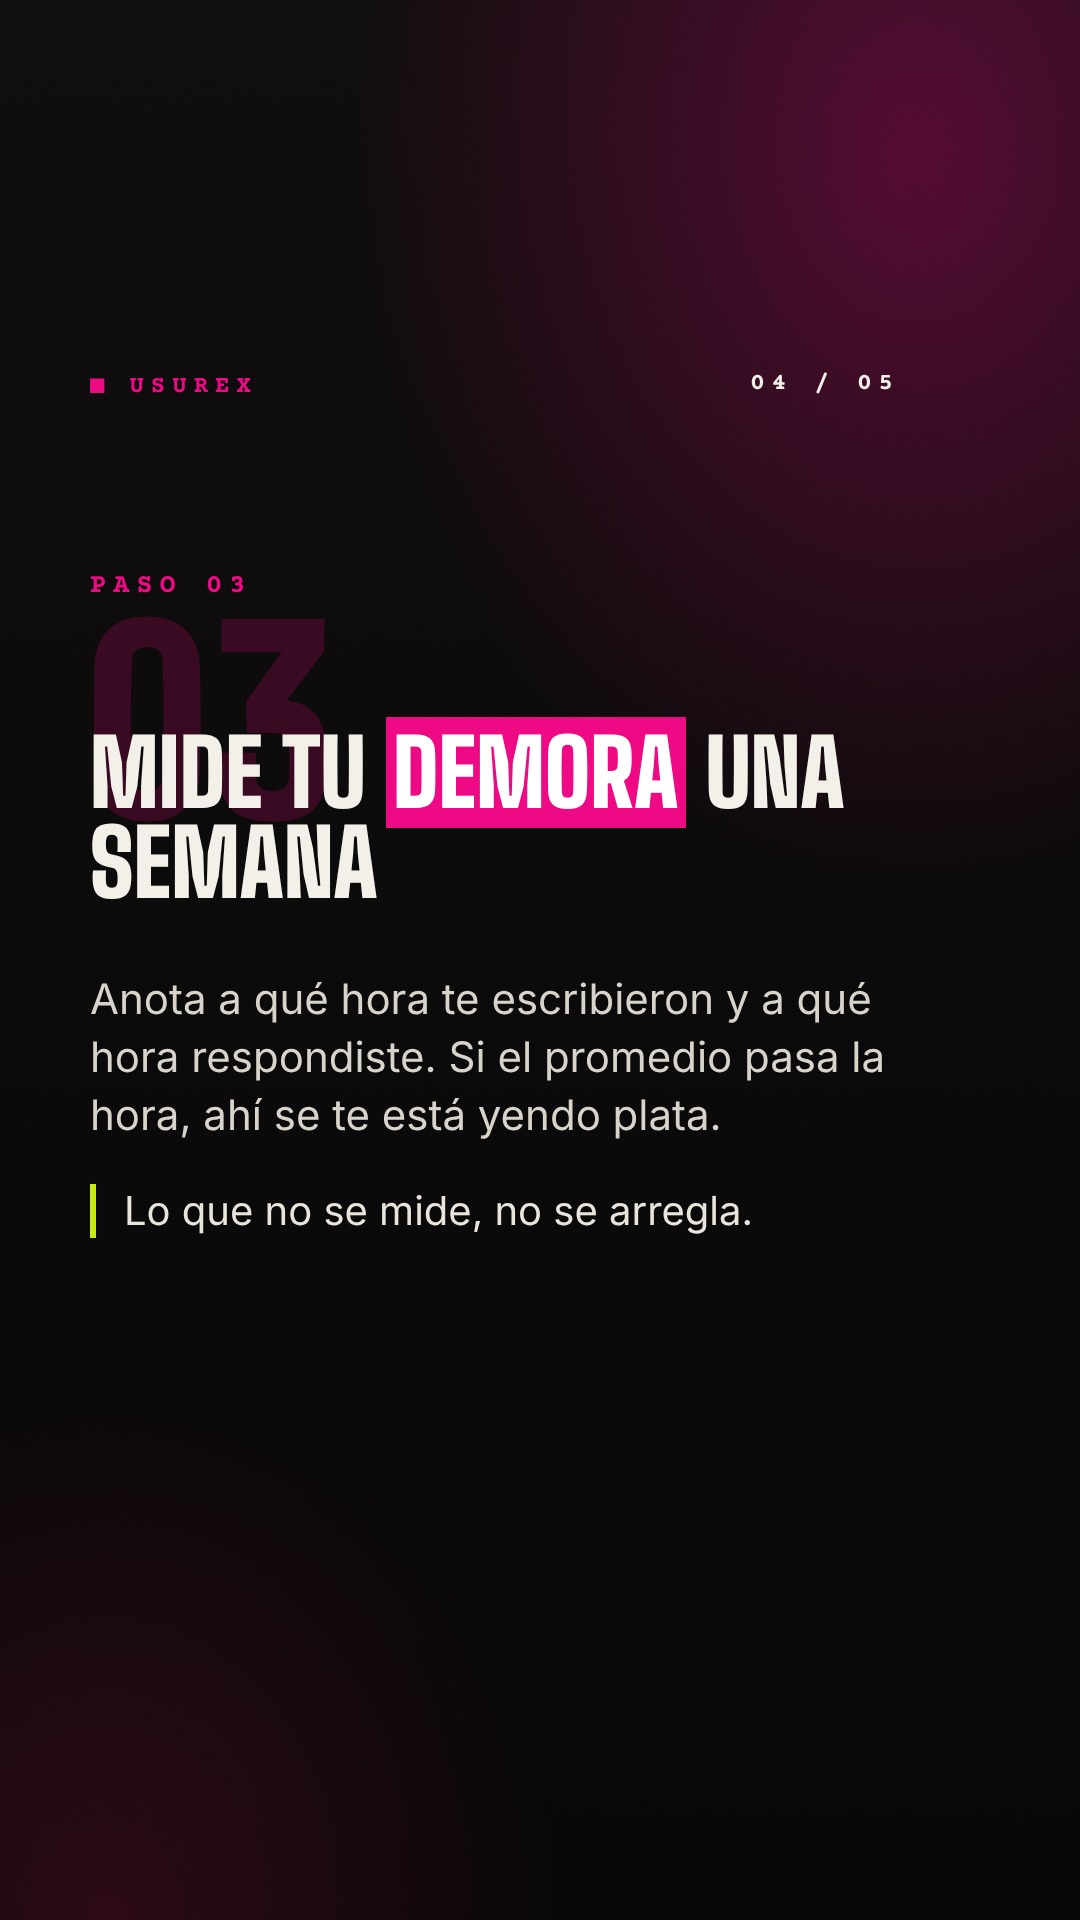 USUREX
04 / 05
PASO 03
03
MIDE TU DEMORA UNA
SEMANA
Anota a qué hora te escribieron y a qué
hora respondiste. Si el promedio pasa la
hora, ahí se te está yendo plata.
Lo que no se mide, no se arregla.